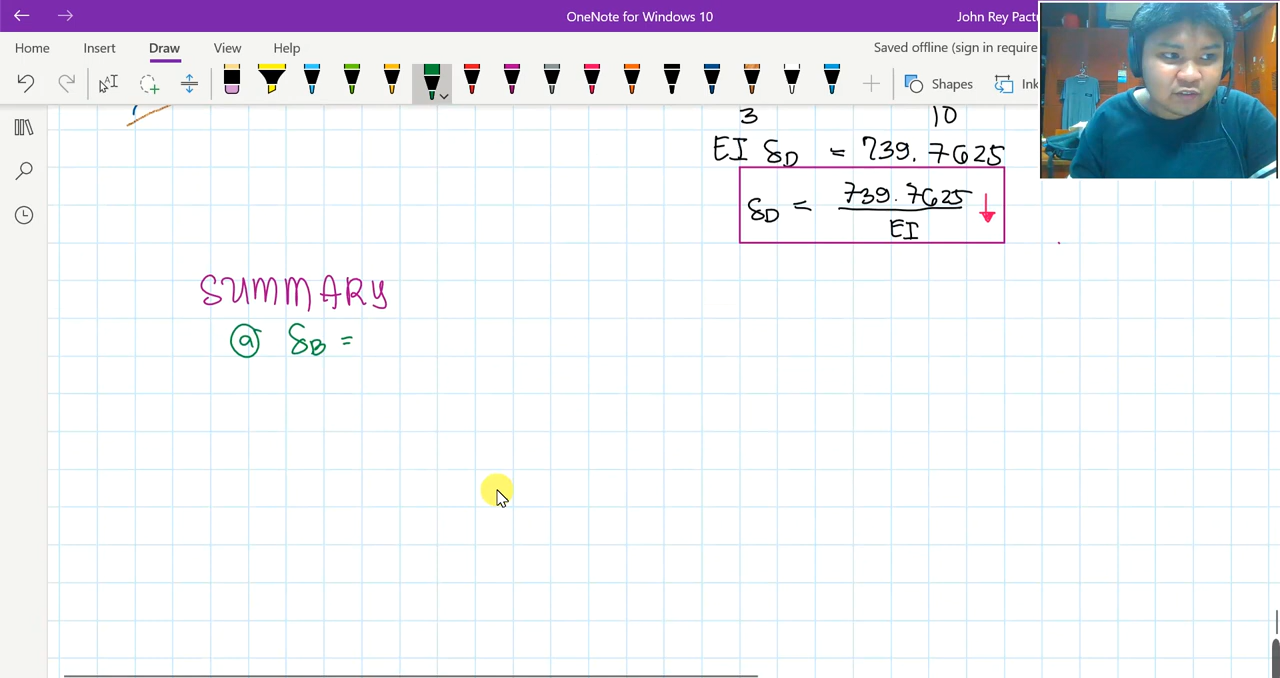 OneNote for Windows 10
John Rey Pactu
Home Insert Draw View Help
Saved offline (sign in require
Shapes
Ink
3 10
EI δD = 739.7625
δD = 739.7625 / EI ↓
SUMMARY
ⓐ δB =